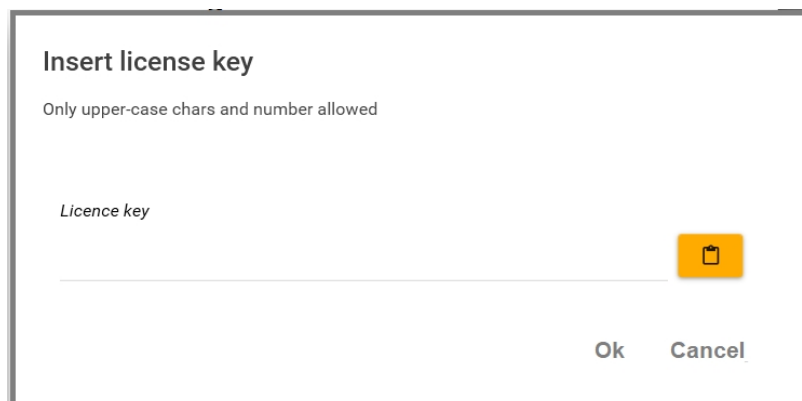 Insert license key
Only upper-case chars and number allowed
Licence key
Ok Cancel